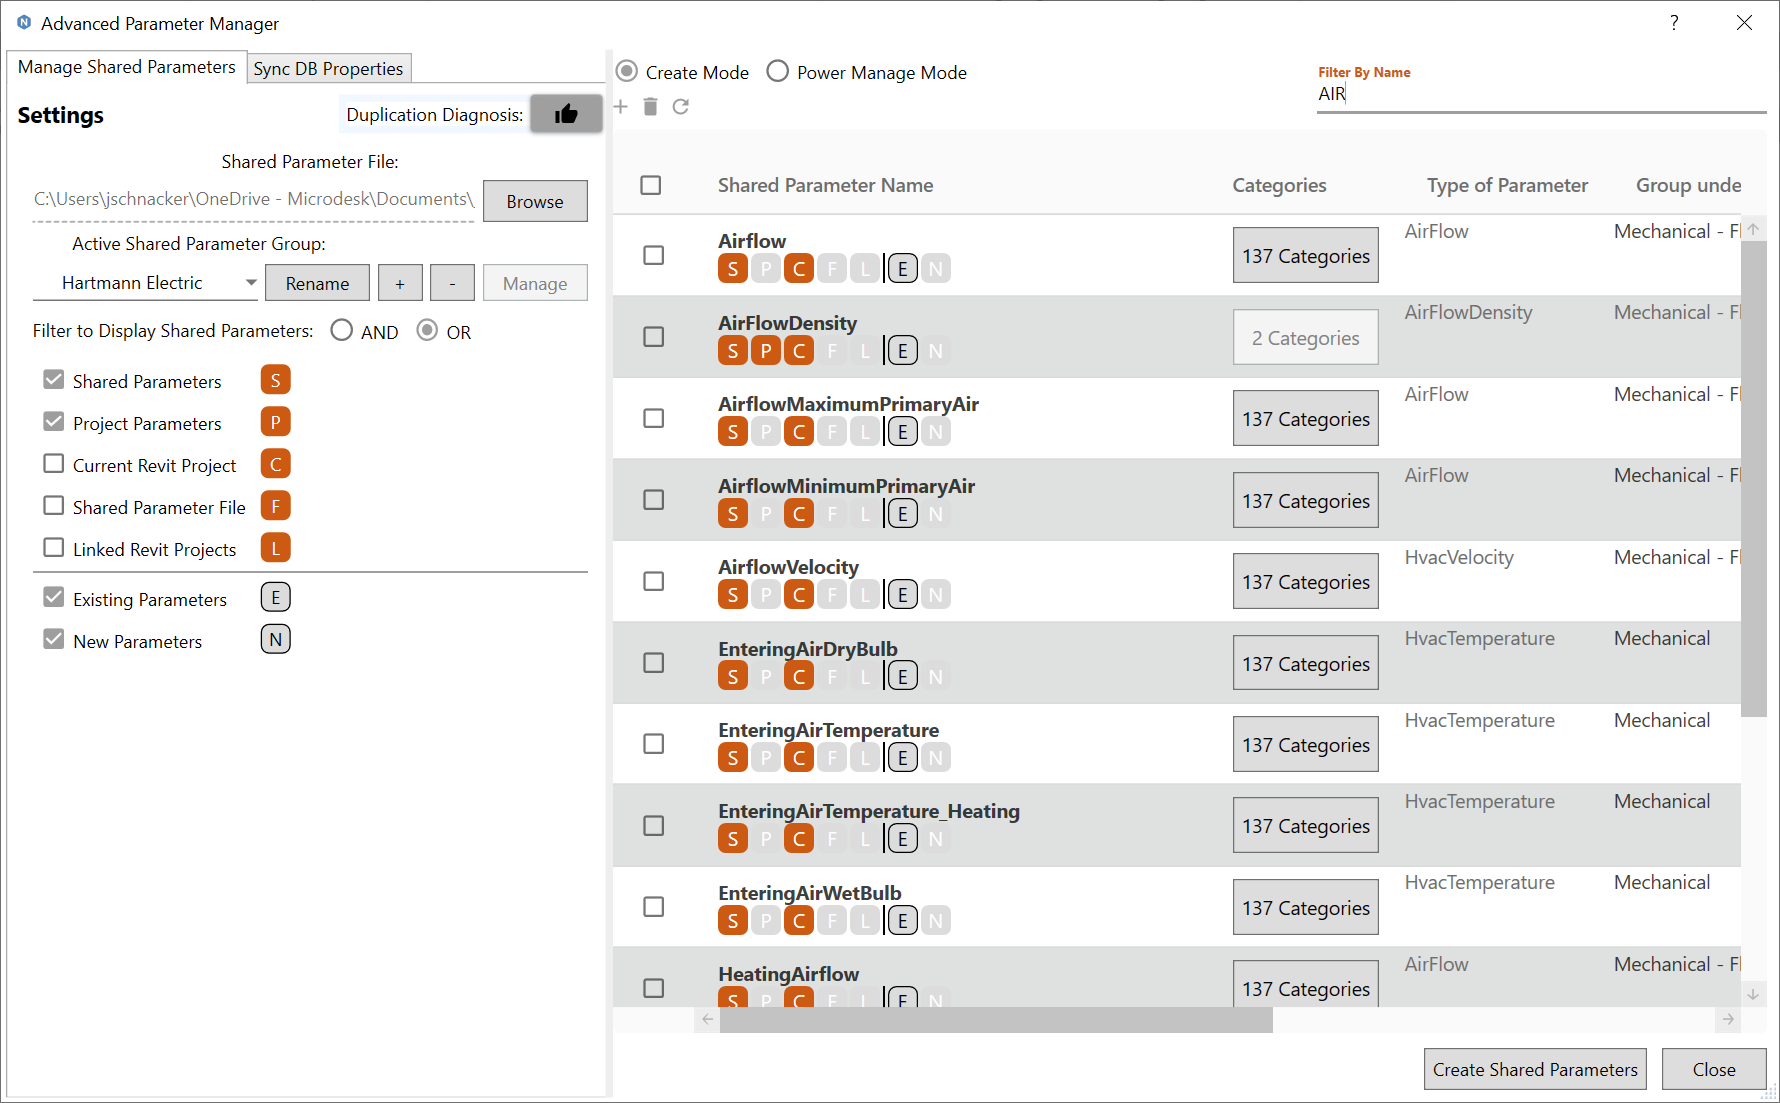 Advanced Parameter Manager
?
Manage Shared Parameters
Sync DB Properties
Settings
Duplication Diagnosis:
Shared Parameter File:
C:\Users\jschnacker\OneDrive - Microdesk\Documents\
Browse
Active Shared Parameter Group:
Hartmann Electric
Rename
+
-
Manage
Filter to Display Shared Parameters:
AND
OR
Shared Parameters S
Project Parameters P
Current Revit Project C
Shared Parameter File F
Linked Revit Projects L
Existing Parameters E
New Parameters N
Create Mode
Power Manage Mode
Filter By Name
AIR
Shared Parameter Name Categories Type of Parameter Group unde
Airflow
S P C F L E N
137 Categories
AirFlow
Mechanical - Fl
AirFlowDensity
S P C F L E N
2 Categories
AirFlowDensity
Mechanical - Fl
AirflowMaximumPrimaryAir
S P C F L E N
137 Categories
AirFlow
Mechanical - Fl
AirflowMinimumPrimaryAir
S P C F L E N
137 Categories
AirFlow
Mechanical - Fl
AirflowVelocity
S P C F L E N
137 Categories
HvacVelocity
Mechanical - Fl
EnteringAirDryBulb
S P C F L E N
137 Categories
HvacTemperature
Mechanical
EnteringAirTemperature
S P C F L E N
137 Categories
HvacTemperature
Mechanical
EnteringAirTemperature_Heating
S P C F L E N
137 Categories
HvacTemperature
Mechanical
EnteringAirWetBulb
S P C F L E N
137 Categories
HvacTemperature
Mechanical
HeatingAirflow
S P C F L E N
137 Categories
AirFlow
Mechanical - Fl
Create Shared Parameters
Close